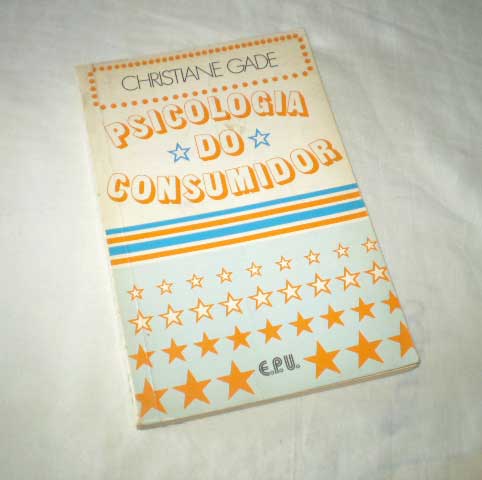 CHRISTIANE GADE
PSICOLOGIA
DO
CONSUMIDOR
E.P.U.